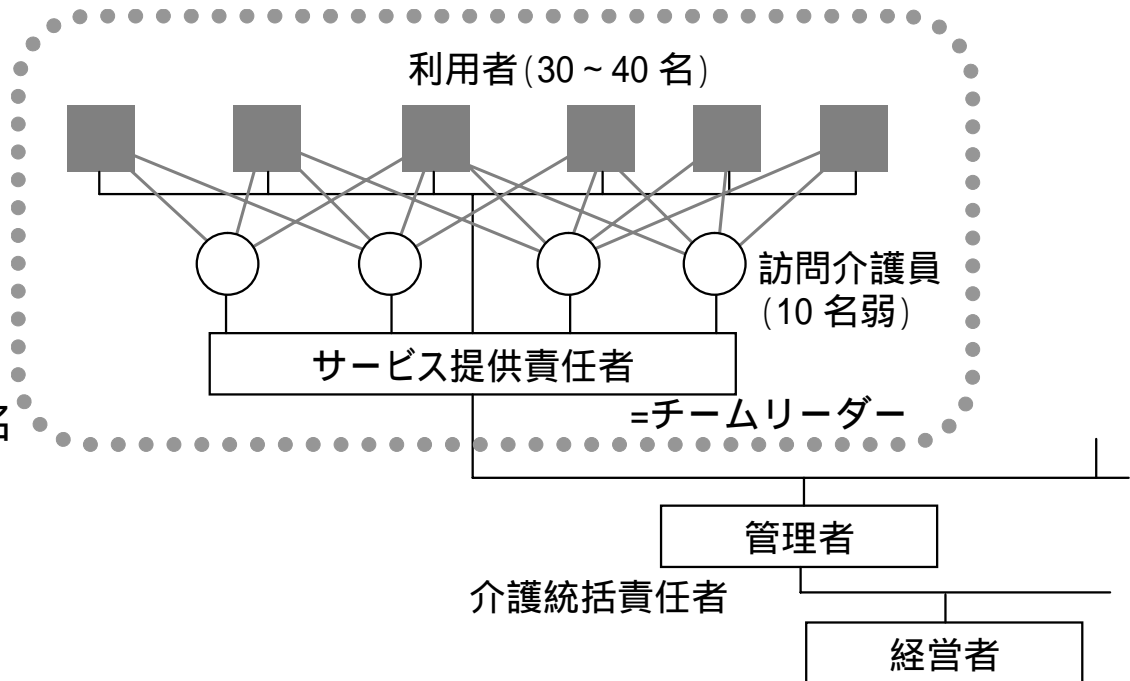 利用者(30~40 名)
訪問介護員
(10 名弱)
サービス提供責任者
=チームリーダー
名
管理者
介護統括責任者
経営者